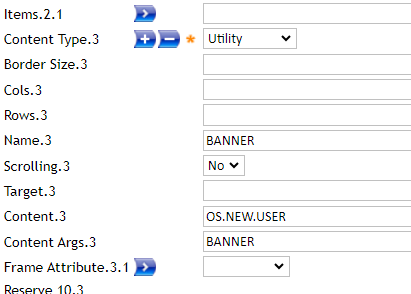 Items.2.1
Content Type.3 * Utility
Border Size.3
Cols.3
Rows.3
Name.3 BANNER
Scrolling.3 No
Target.3
Content.3 OS.NEW.USER
Content Args.3 BANNER
Frame Attribute.3.1
Reserve 10.3